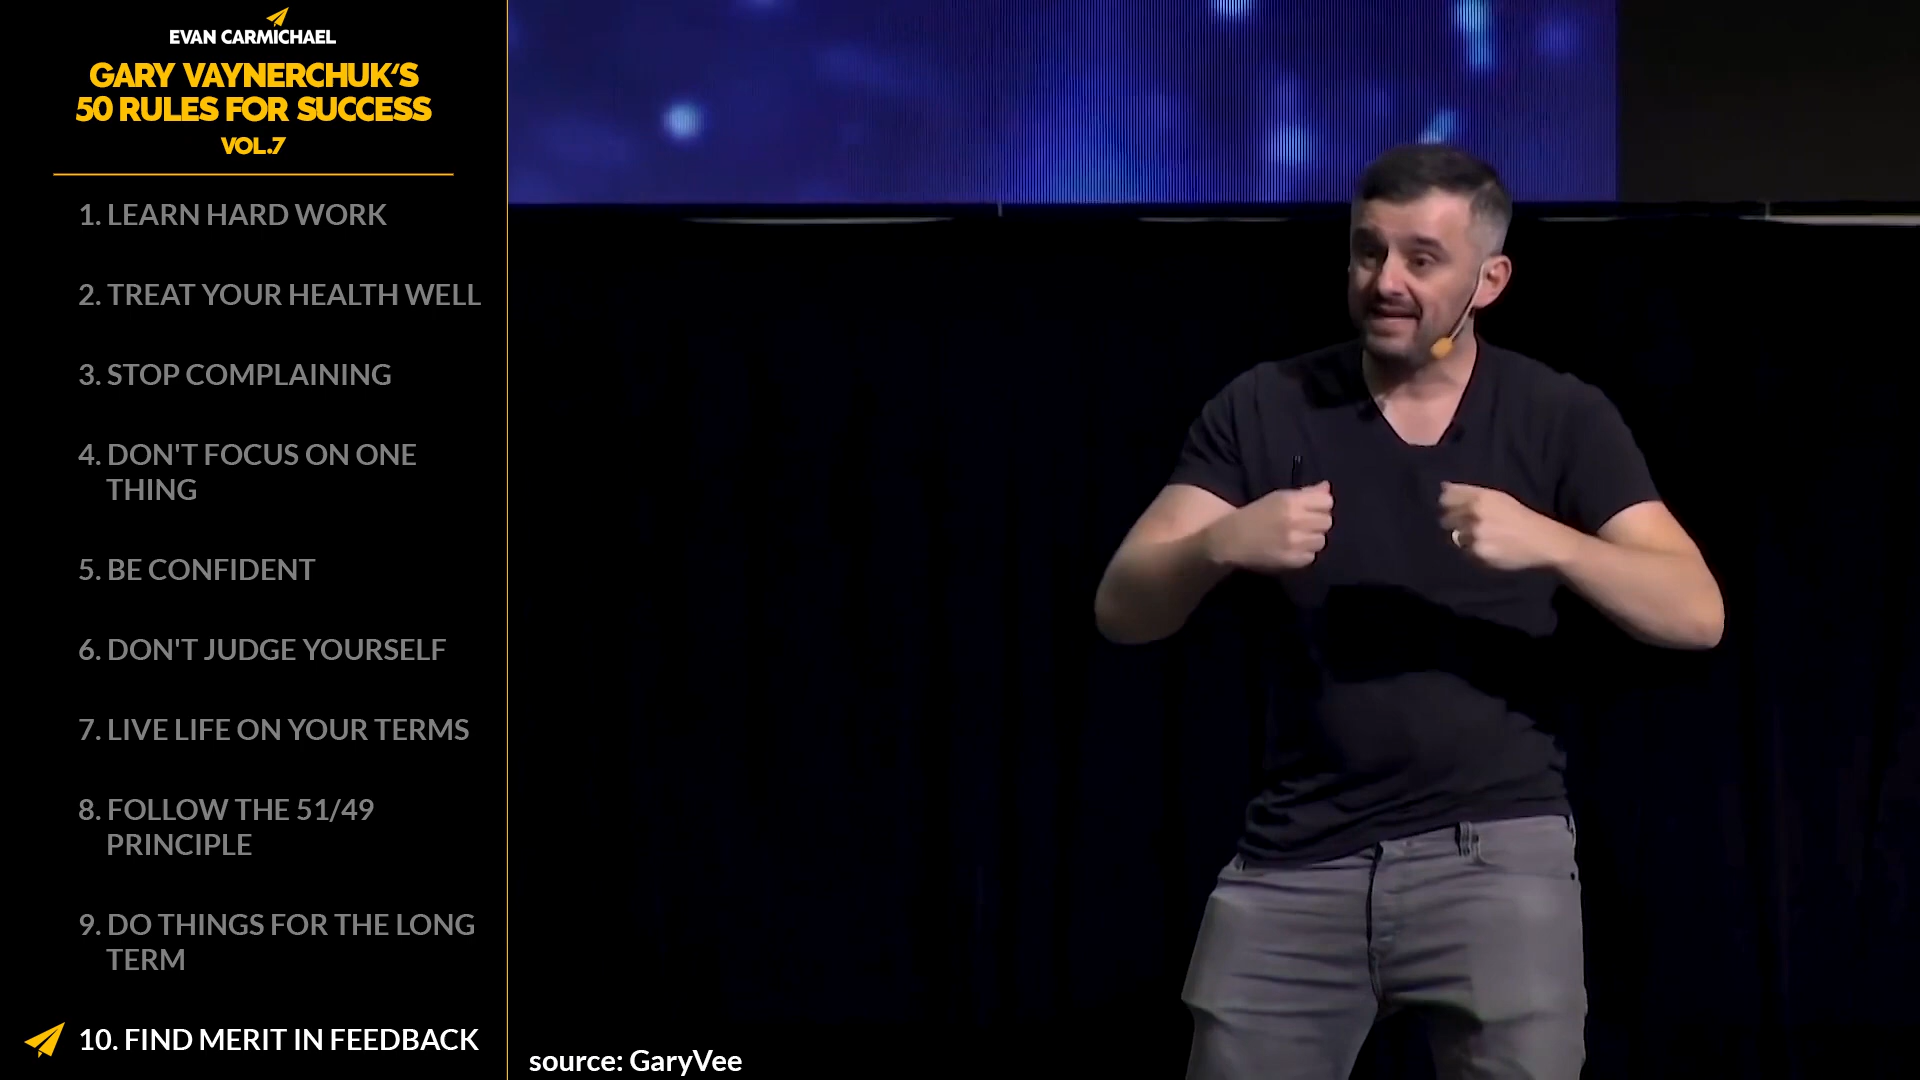 EVAN CARMICHAEL
GARY VAYNERCHUK'S
50 RULES FOR SUCCESS
VOL.7
1. LEARN HARD WORK
2. TREAT YOUR HEALTH WELL
3. STOP COMPLAINING
4. DON'T FOCUS ON ONE
THING
5. BE CONFIDENT
6. DON'T JUDGE YOURSELF
7. LIVE LIFE ON YOUR TERMS
8. FOLLOW THE 51/49
PRINCIPLE
9. DO THINGS FOR THE LONG
TERM
10. FIND MERIT IN FEEDBACK
source: GaryVee